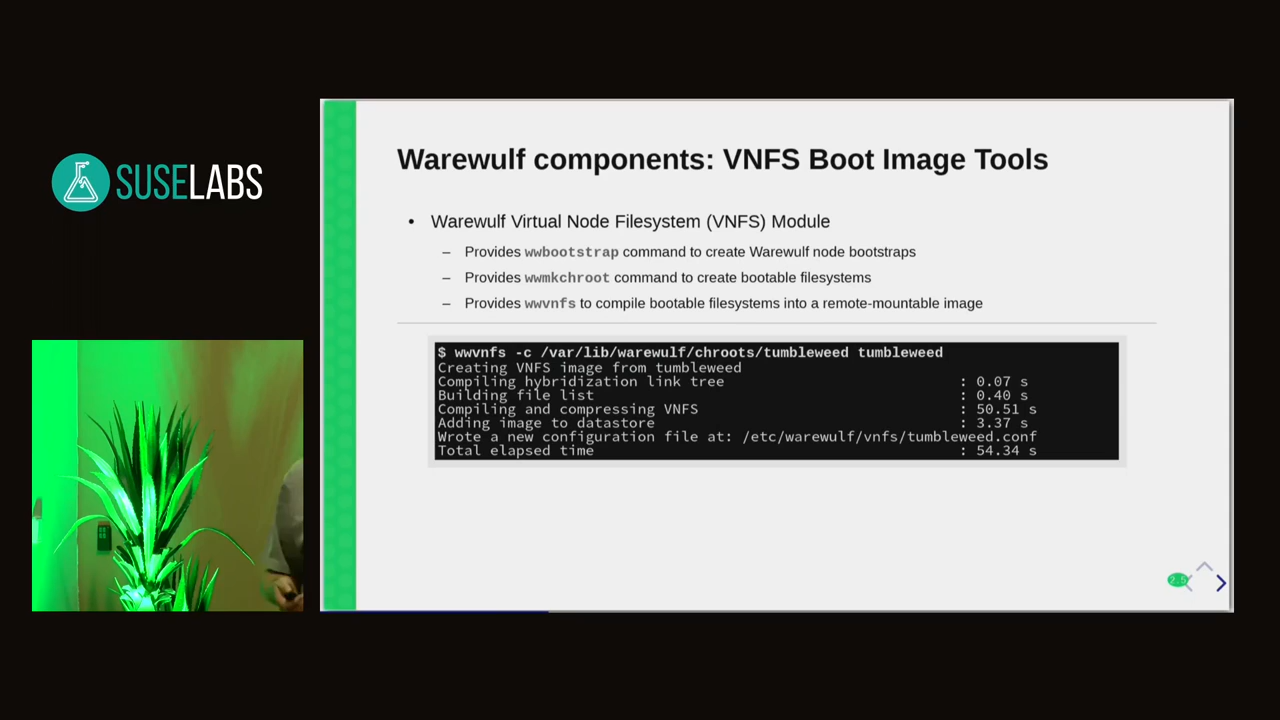 SUSELABS
Warewulf components: VNFS Boot Image Tools
• Warewulf Virtual Node Filesystem (VNFS) Module
– Provides wwbootstrap command to create Warewulf node bootstraps
– Provides wwmkchroot command to create bootable filesystems
– Provides wwvnfs to compile bootable filesystems into a remote-mountable image
$ wwvnfs -c /var/lib/warewulf/chroots/tumbleweed tumbleweed
Creating VNFS image from tumbleweed
Compiling hybridization link tree : 0.07 s
Building file list : 0.40 s
Compiling and compressing VNFS : 50.51 s
Adding image to datastore : 3.37 s
Wrote a new configuration file at: /etc/warewulf/vnfs/tumbleweed.conf
Total elapsed time : 54.34 s